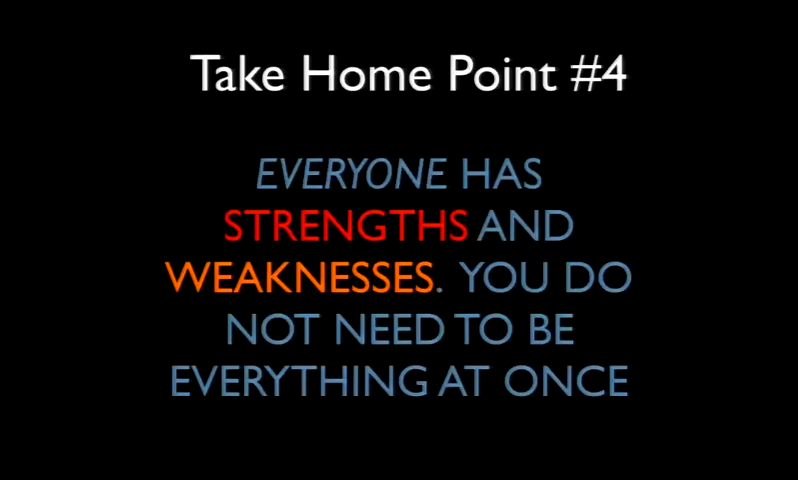 Take Home Point #4
EVERYONE HAS
STRENGTHS AND
WEAKNESSES. YOU DO
NOT NEED TO BE
EVERYTHING AT ONCE